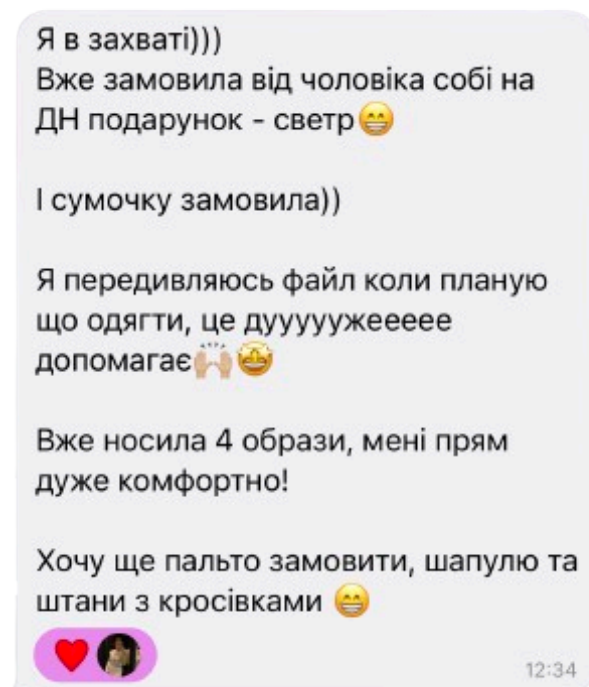 Я в захваті)))
Вже замовила від чоловіка собі на
ДН подарунок - светр😁
І сумочку замовила))
Я передивляюсь файл коли планую
що одягти, це дуууууужеееее
допомагає🙌🏼🤩
Вже носила 4 образи, мені прям
дуже комфортно!
Хочу ще пальто замовити, шапулю та
штани з кросівками 😁
12:34